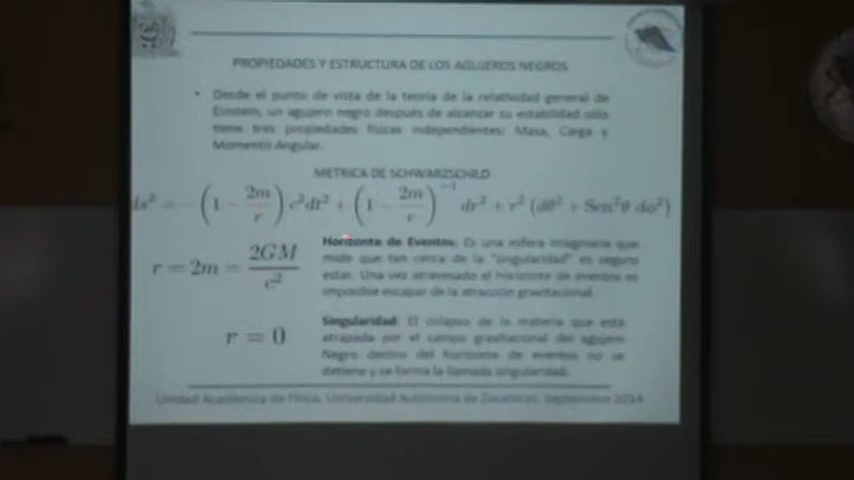 PROPIEDADES Y ESTRUCTURA DE LOS AGUJEROS NEGROS
• Desde el punto de vista de la teoría de la relatividad general de
Einstein, un agujero negro después de alcanzar su estabilidad sólo
tiene tres propiedades físicas independientes: Masa, Carga y
Momento Angular.
METRICA DE SCHWARZSCHILD
ds² = -(1 - 2m/r) c²dt² + (1 - 2m/r)⁻¹ dr² + r² (dθ² + Sen²θ dφ²)
r = 2m = 2GM/c²
Horizonte de Eventos: Es una esfera imaginaria que
mide que tan cerca de la "singularidad" es seguro
estar. Una vez atravesado el horizonte de eventos es
imposible escapar de la atracción gravitacional.
r = 0
Singularidad: El colapso de la materia que está
atrapada por el campo gravitacional del agujero
Negro dentro del horizonte de eventos no se
detiene y se forma la llamada singularidad.
Unidad Académica de Física, Universidad Autónoma de Zacatecas. Septiembre 2014